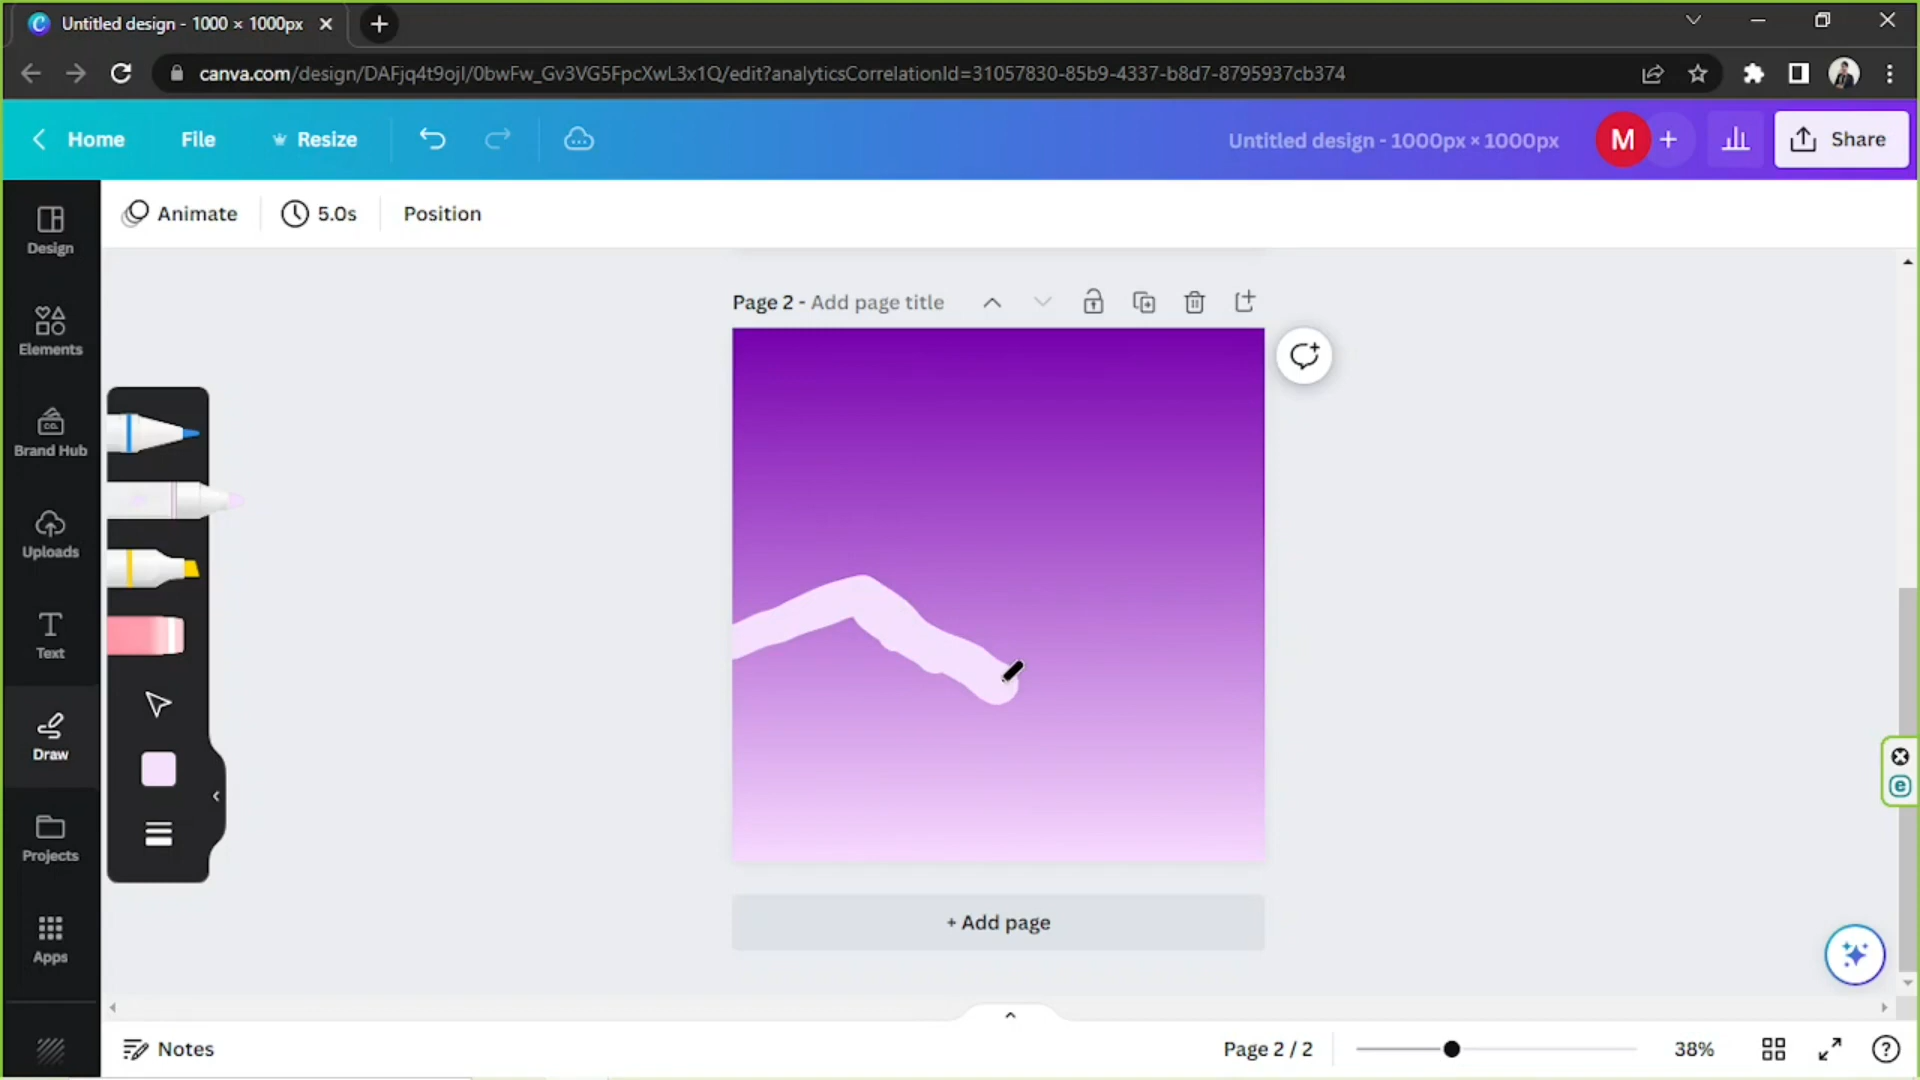 Untitled design - 1000 × 1000px
canva.com/design/DAFjq4t9ojI/0bwFw_Gv3VG5FpcXwL3x1Q/edit?analyticsCorrelationId=31057830-85b9-4337-b8d7-8795937cb374
Home
File
Resize
Untitled design - 1000px × 1000px
M
Share
Animate
5.0s
Position
Design
Elements
CO.
Brand Hub
Uploads
Text
Draw
Projects
Apps
Page 2 - Add page title
+ Add page
Notes
Page 2 / 2
38%